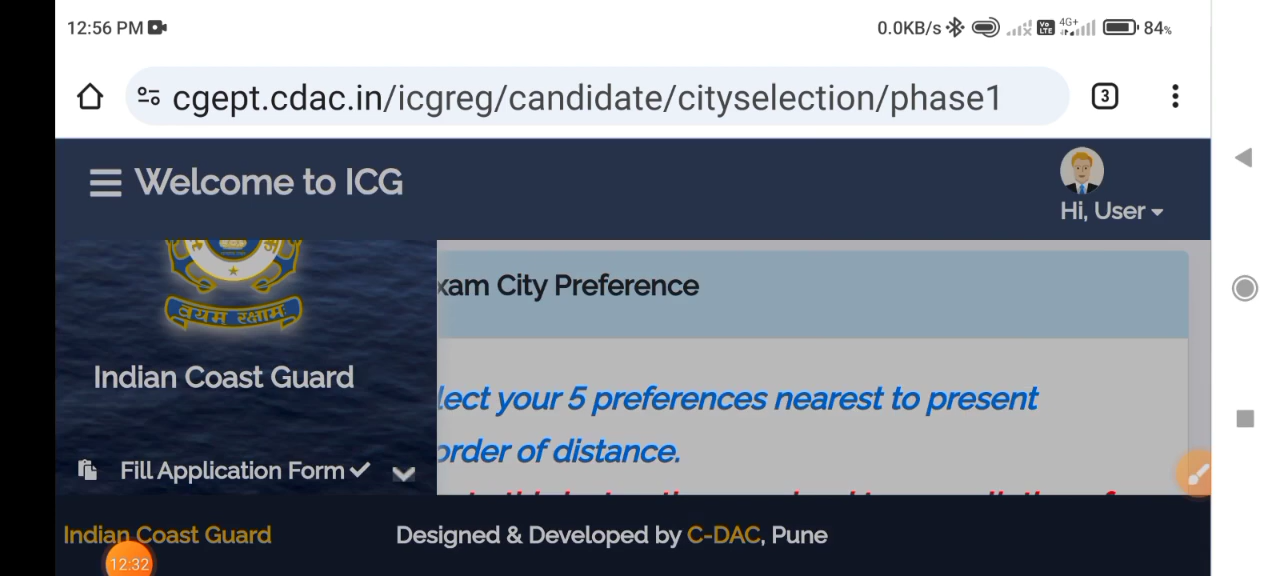 12:56 PM
0.0KB/s 4G+ 84%
cgept.cdac.in/icgreg/candidate/cityselection/phase1
3
Welcome to ICG
Hi, User
वयम रक्षामः
Indian Coast Guard
Fill Application Form
xam City Preference
lect your 5 preferences nearest to present
order of distance.
Indian Coast Guard
Designed & Developed by C-DAC, Pune
12:32